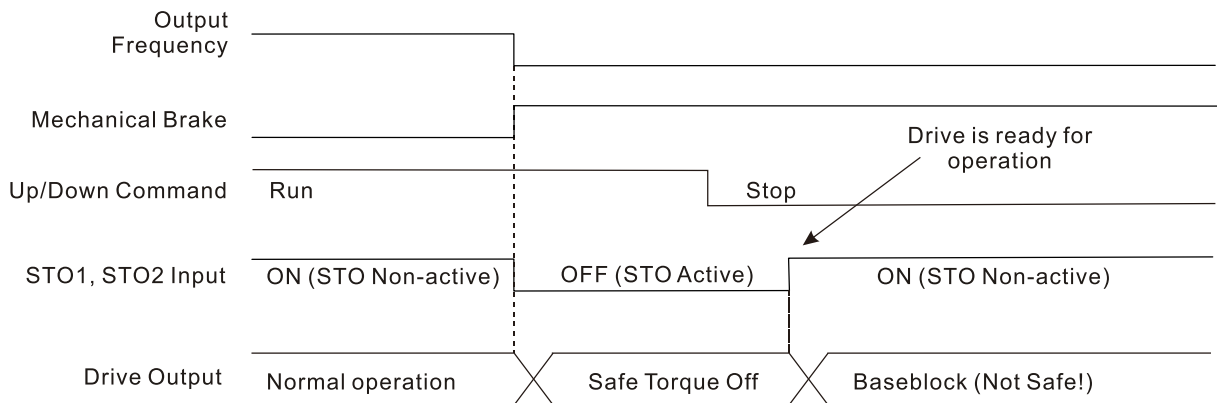 Output
Frequency
Mechanical Brake
Drive is ready for
operation
Up/Down Command
Run
Stop
STO1, STO2 Input
ON (STO Non-active)
OFF (STO Active)
ON (STO Non-active)
Drive Output
Normal operation
Safe Torque Off
Baseblock (Not Safe!)